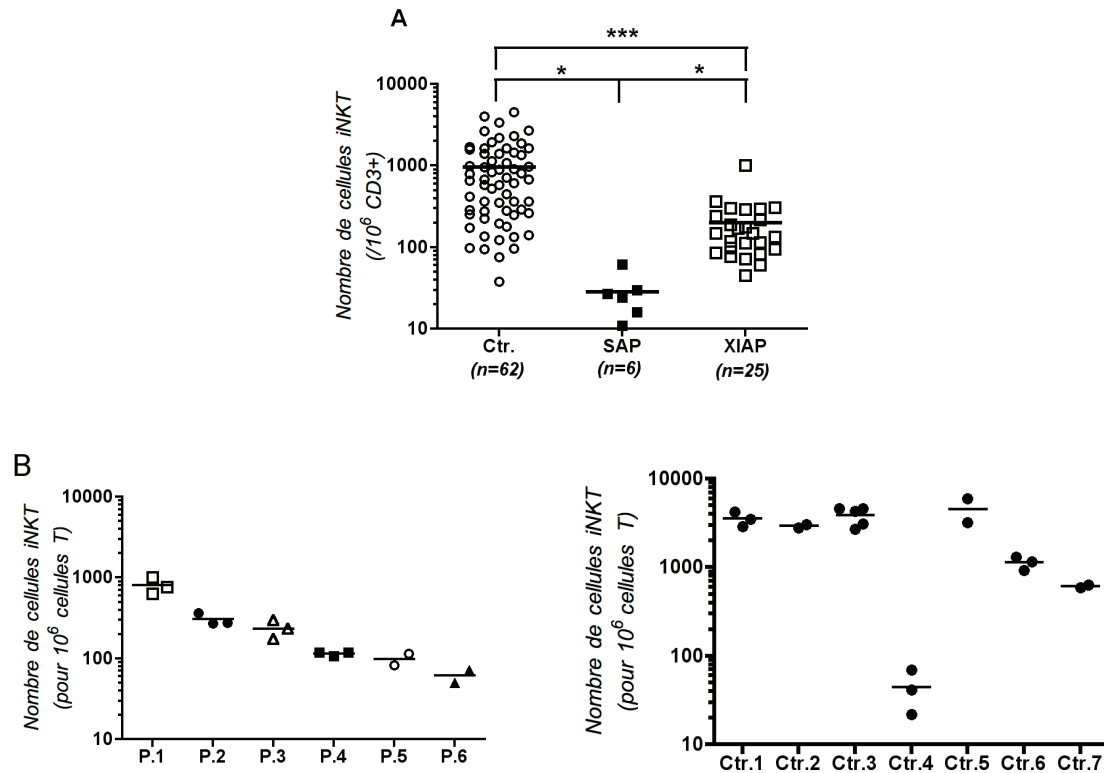 A
***
* *
Nombre de cellules iNKT
(/10⁶ CD3+)
10000
1000
100
10
Ctr. SAP XIAP
(n=62) (n=6) (n=25)
B
Nombre de cellules iNKT
(pour 10⁶ cellules T)
10000
1000
100
10
P.1 P.2 P.3 P.4 P.5 P.6
Nombre de cellules iNKT
(pour 10⁶ cellules T)
10000
1000
100
10
Ctr.1 Ctr.2 Ctr.3 Ctr.4 Ctr.5 Ctr.6 Ctr.7